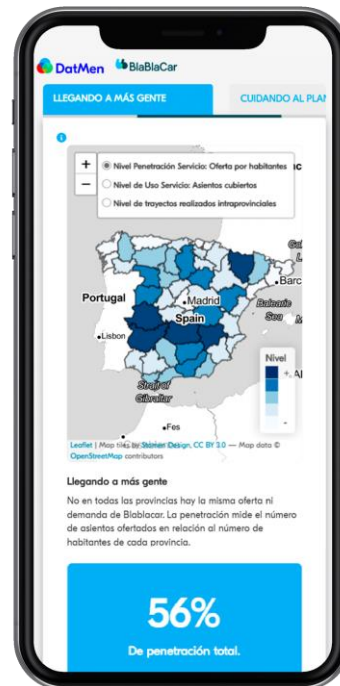 DatMen BlaBlaCar
LLEGANDO A MÁS GENTE CUIDANDO AL PLAN
+
−
Nivel Penetración Servicio: Oferta por habitantes
Nivel de Uso Servicio: Asientos cubiertos
Nivel de trayectos realizados intraprovinciales
Portugal
Madrid
Spain
Barc
Balearic
Sea
Lisbon
Strait of
Gibraltar
Fes
Nivel
+
-
Leaflet | Map tiles by Stamen Design, CC BY 3.0 — Map data ©
OpenStreetMap contributors
Llegando a más gente
No en todas las provincias hay la misma oferta ni
demanda de Blablacar. La penetración mide el número
de asientos ofertados en relación al número de
habitantes de cada provincia.
56%
De penetración total.